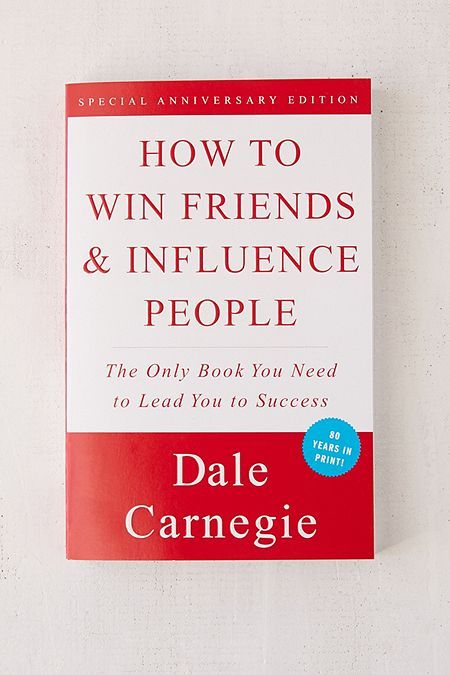 SPECIAL ANNIVERSARY EDITION
HOW TO
WIN FRIENDS
& INFLUENCE
PEOPLE
The Only Book You Need
to Lead You to Success
80
YEARS IN
PRINT!
Dale
Carnegie